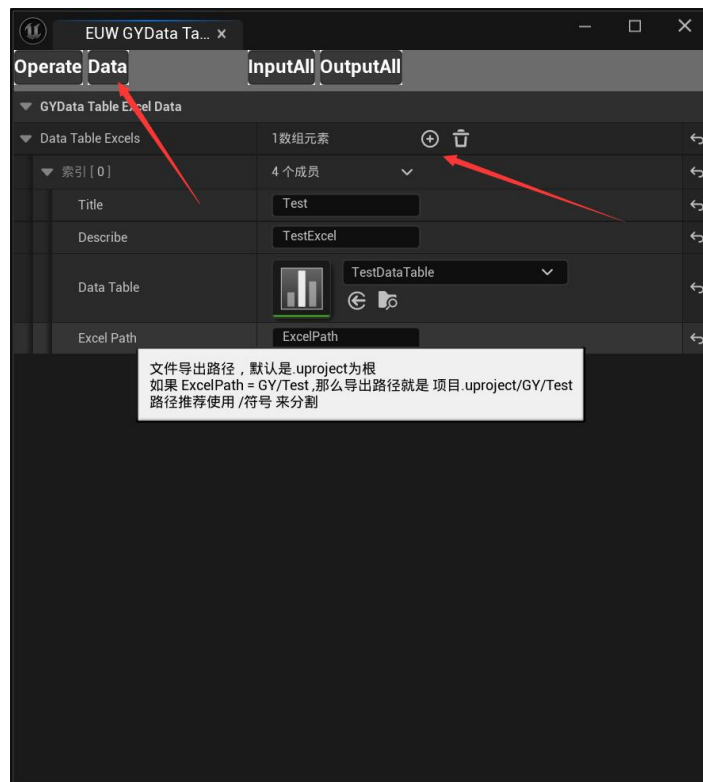 EUW GYData Ta...
Operate Data InputAll OutputAll
GYData Table Excel Data
Data Table Excels 1数组元素
索引 [ 0 ] 4 个成员
Title Test
Describe TestExcel
Data Table TestDataTable
Excel Path ExcelPath
文件导出路径，默认是.uproject为根
如果 ExcelPath = GY/Test ,那么导出路径就是 项目.uproject/GY/Test
路径推荐使用 /符号 来分割